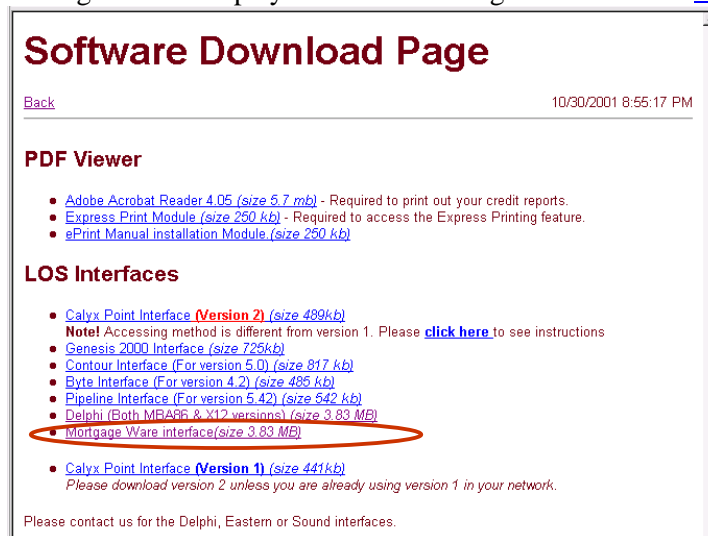 Software Download Page
Back 10/30/2001 8:55:17 PM
PDF Viewer
Adobe Acrobat Reader 4.05 (size 5.7 mb) - Required to print out your credit reports.
Express Print Module (size 250 kb) - Required to access the Express Printing feature.
ePrint Manual installation Module.(size 250 kb)
LOS Interfaces
Calyx Point Interface (Version 2) (size 489kb)
Note! Accessing method is different from version 1. Please click here to see instructions
Genesis 2000 Interface (size 725kb)
Contour Interface (For version 5.0) (size 817 kb)
Byte Interface (For version 4.2) (size 485 kb)
Pipeline Interface (For version 5.42) (size 542 kb)
Delphi (Both MBA86 & X12 versions) (size 3.83 MB)
Mortgage Ware interface(size 3.83 MB)
Calyx Point Interface (Version 1) (size 441kb)
Please download version 2 unless you are already using version 1 in your network.
Please contact us for the Delphi, Eastern or Sound interfaces.